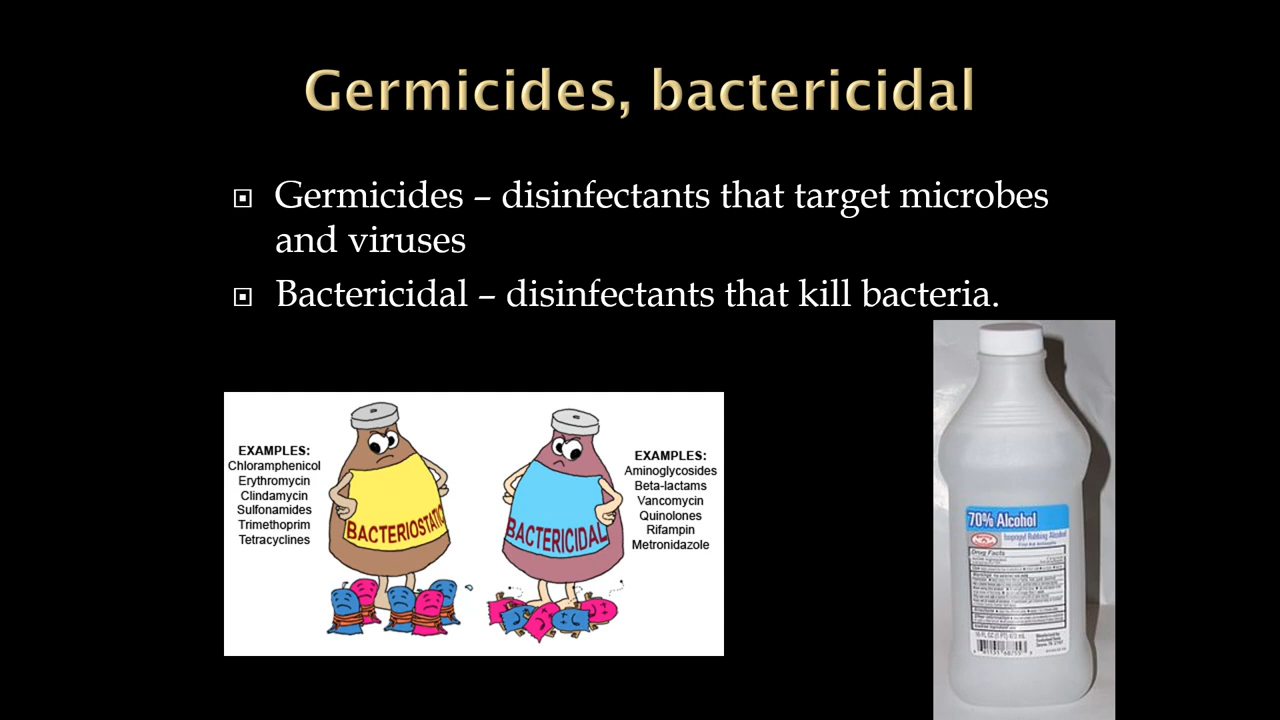 Germicides, bactericidal
Germicides – disinfectants that target microbes
and viruses
Bactericidal – disinfectants that kill bacteria.
EXAMPLES:
Chloramphenicol
Erythromycin
Clindamycin
Sulfonamides
Trimethoprim
Tetracyclines
BACTERIOSTATIC
BACTERICIDAL
EXAMPLES:
Aminoglycosides
Beta-lactams
Vancomycin
Quinolones
Rifampin
Metronidazole
70% Alcohol
Isopropyl Rubbing Alcohol
Drug Facts